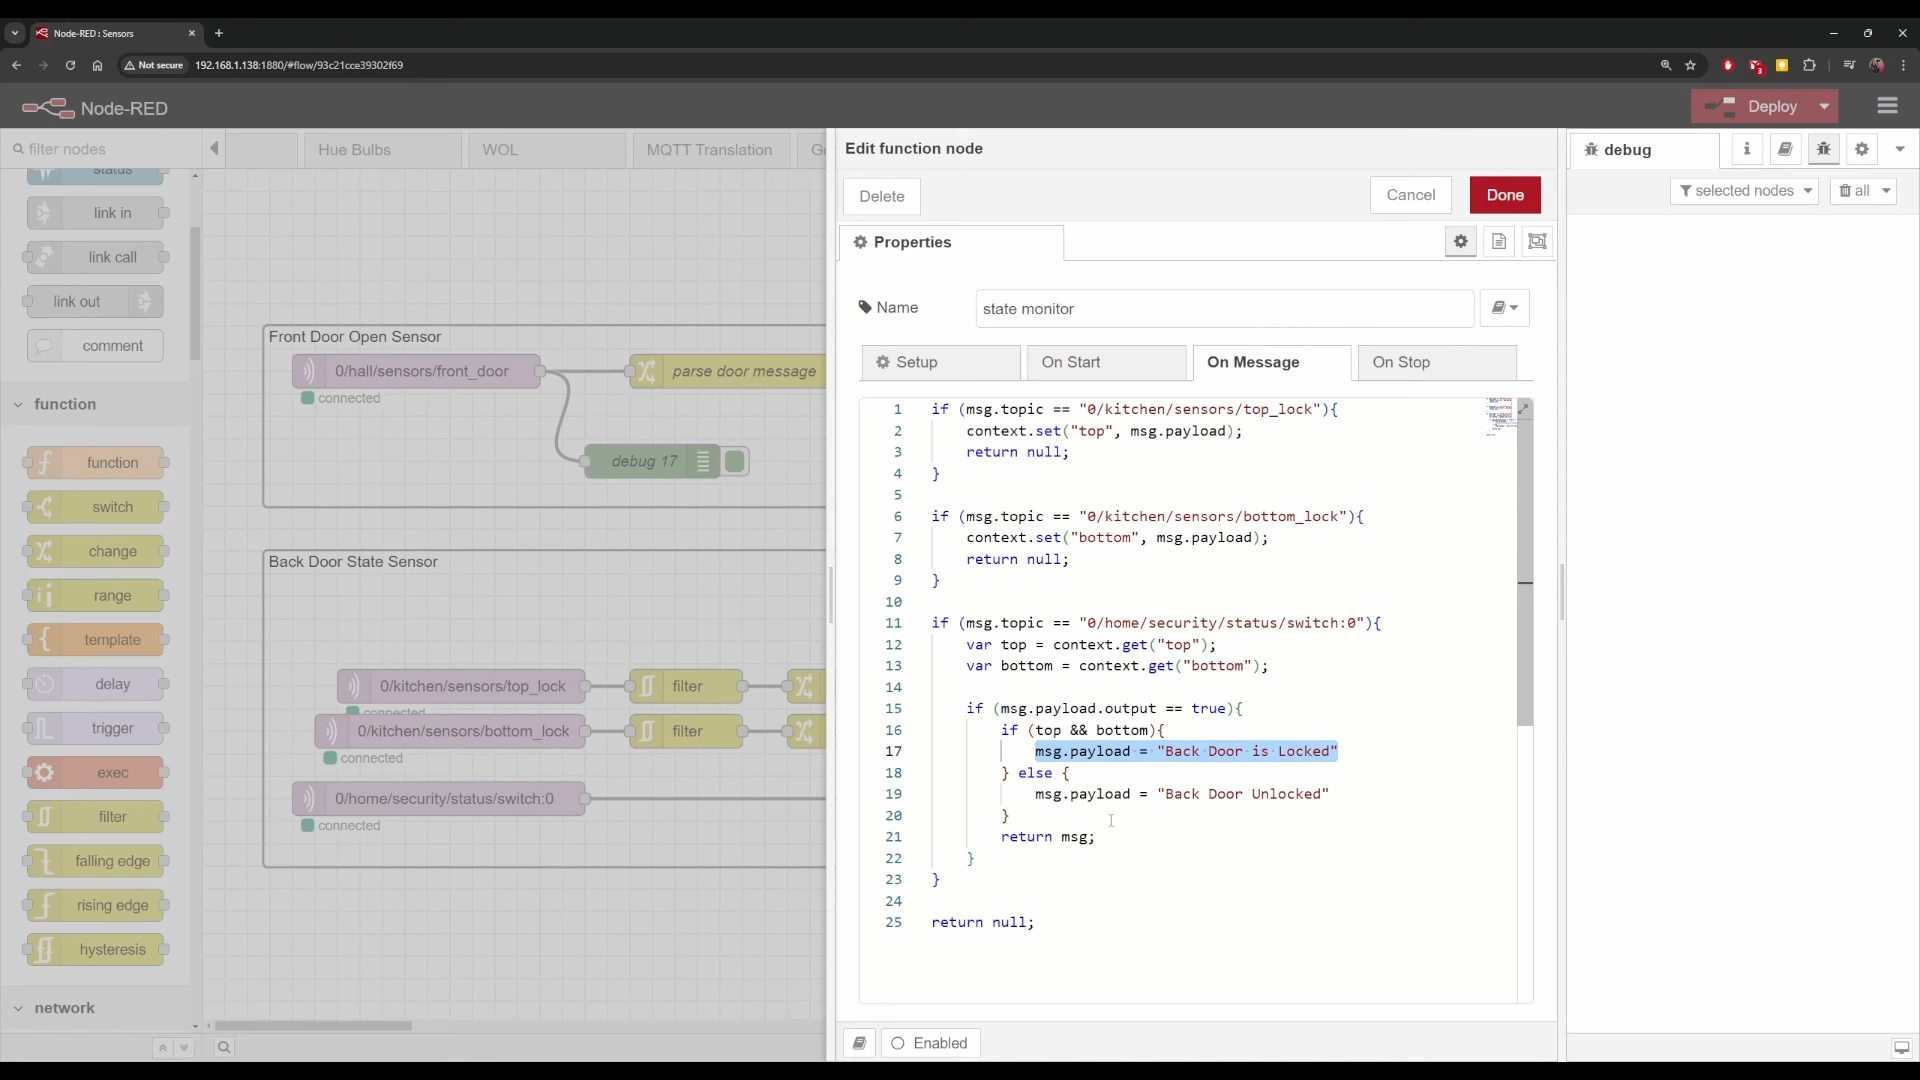 Node-RED : Sensors
Not secure
192.168.1.138:1880/#flow/93c21cce39302f69
3
Node-RED
Deploy
filter nodes
Hue Bulbs
WOL
MQTT Translation
Edit function node
debug
Delete
Cancel
Done
selected nodes
all
status
link in
link call
link out
comment
function
function
switch
change
range
template
delay
trigger
exec
filter
falling edge
rising edge
hysteresis
network
Front Door Open Sensor
0/hall/sensors/front_door
connected
parse door message
debug 17
Back Door State Sensor
0/kitchen/sensors/top_lock
filter
connected
0/kitchen/sensors/bottom_lock
filter
connected
0/home/security/status/switch:0
connected
Properties
Name
state monitor
Setup
On Start
On Message
On Stop
1 if (msg.topic == "0/kitchen/sensors/top_lock"){
2 context.set("top", msg.payload);
3 return null;
4 }
5
6 if (msg.topic == "0/kitchen/sensors/bottom_lock"){
7 context.set("bottom", msg.payload);
8 return null;
9 }
10
11 if (msg.topic == "0/home/security/status/switch:0"){
12 var top = context.get("top");
13 var bottom = context.get("bottom");
14
15 if (msg.payload.output == true){
16 if (top && bottom){
17 msg.payload = "Back Door is Locked"
18 } else {
19 msg.payload = "Back Door Unlocked"
20 }
21 return msg;
22 }
23 }
24
25 return null;
Enabled